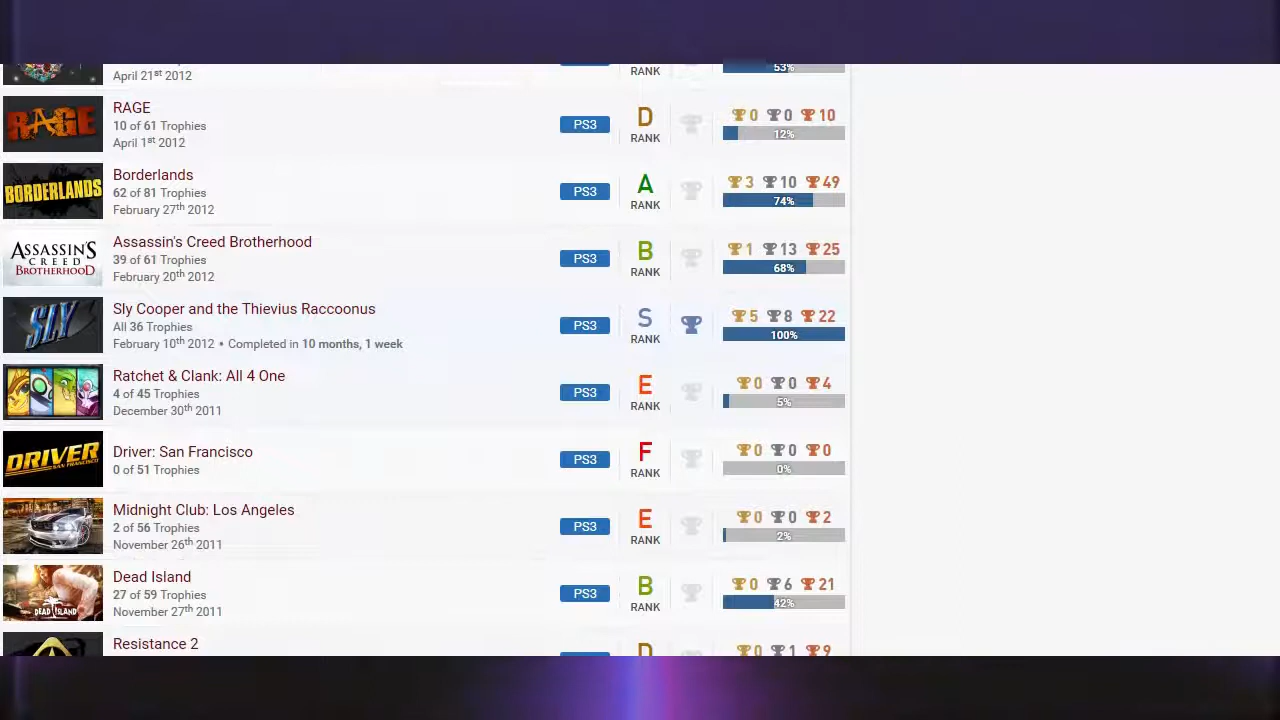 April 21st 2012
RANK
53%
RAGE
RAGE
10 of 61 Trophies
April 1st 2012
PS3
D
RANK
0 0 10
12%
BORDERLANDS
Borderlands
62 of 81 Trophies
February 27th 2012
PS3
A
RANK
3 10 49
74%
ASSASSIN'S
CREED
BROTHERHOOD
Assassin's Creed Brotherhood
39 of 61 Trophies
February 20th 2012
PS3
B
RANK
1 13 25
68%
SLY
Sly Cooper and the Thievius Raccoonus
All 36 Trophies
February 10th 2012 • Completed in 10 months, 1 week
PS3
S
RANK
5 8 22
100%
Ratchet & Clank: All 4 One
4 of 45 Trophies
December 30th 2011
PS3
E
RANK
0 0 4
5%
DRIVER
SAN FRANCISCO
Driver: San Francisco
0 of 51 Trophies
PS3
F
RANK
0 0 0
0%
Midnight Club: Los Angeles
2 of 56 Trophies
November 26th 2011
PS3
E
RANK
0 0 2
2%
DEAD ISLAND
Dead Island
27 of 59 Trophies
November 27th 2011
PS3
B
RANK
0 6 21
42%
Resistance 2
D
0 1 9